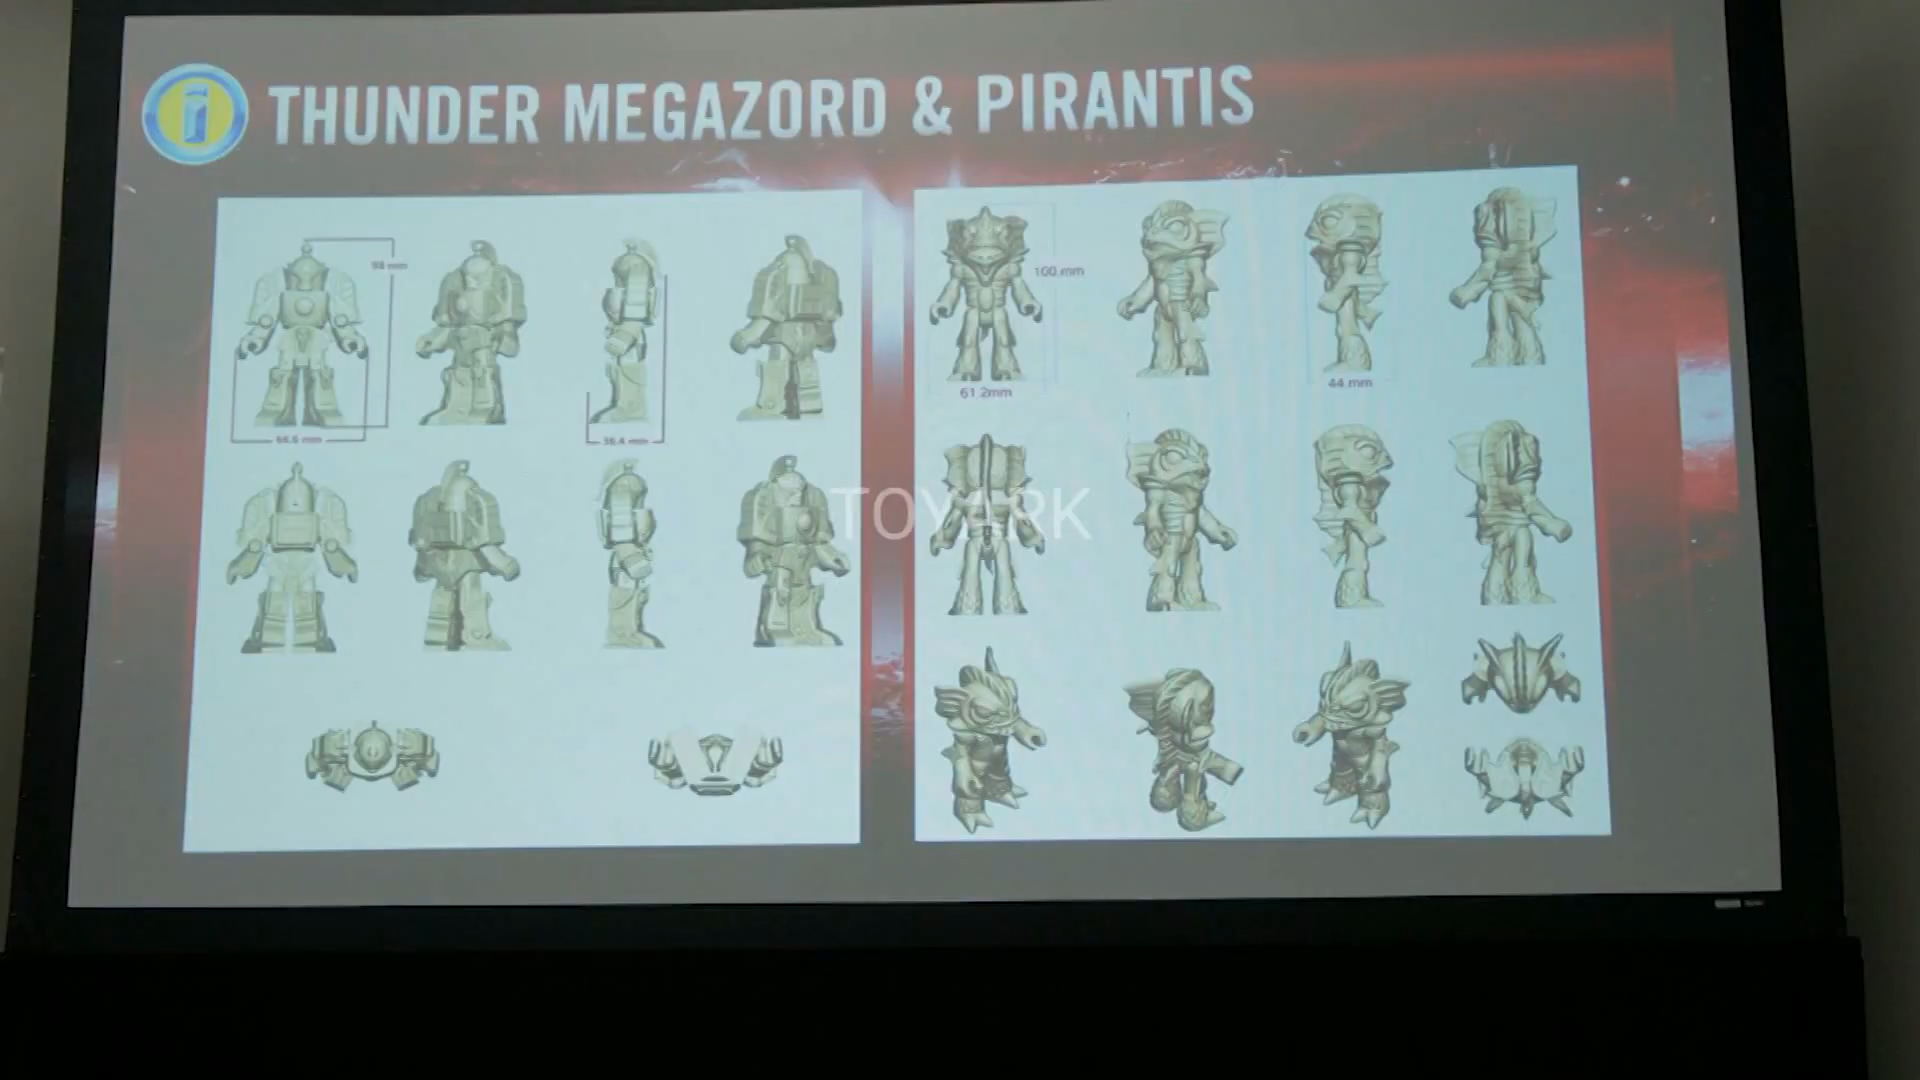 i THUNDER MEGAZORD & PIRANTIS
98 mm
66.6 mm
36.4 mm
100 mm
61.2mm
44 mm
TOYARK